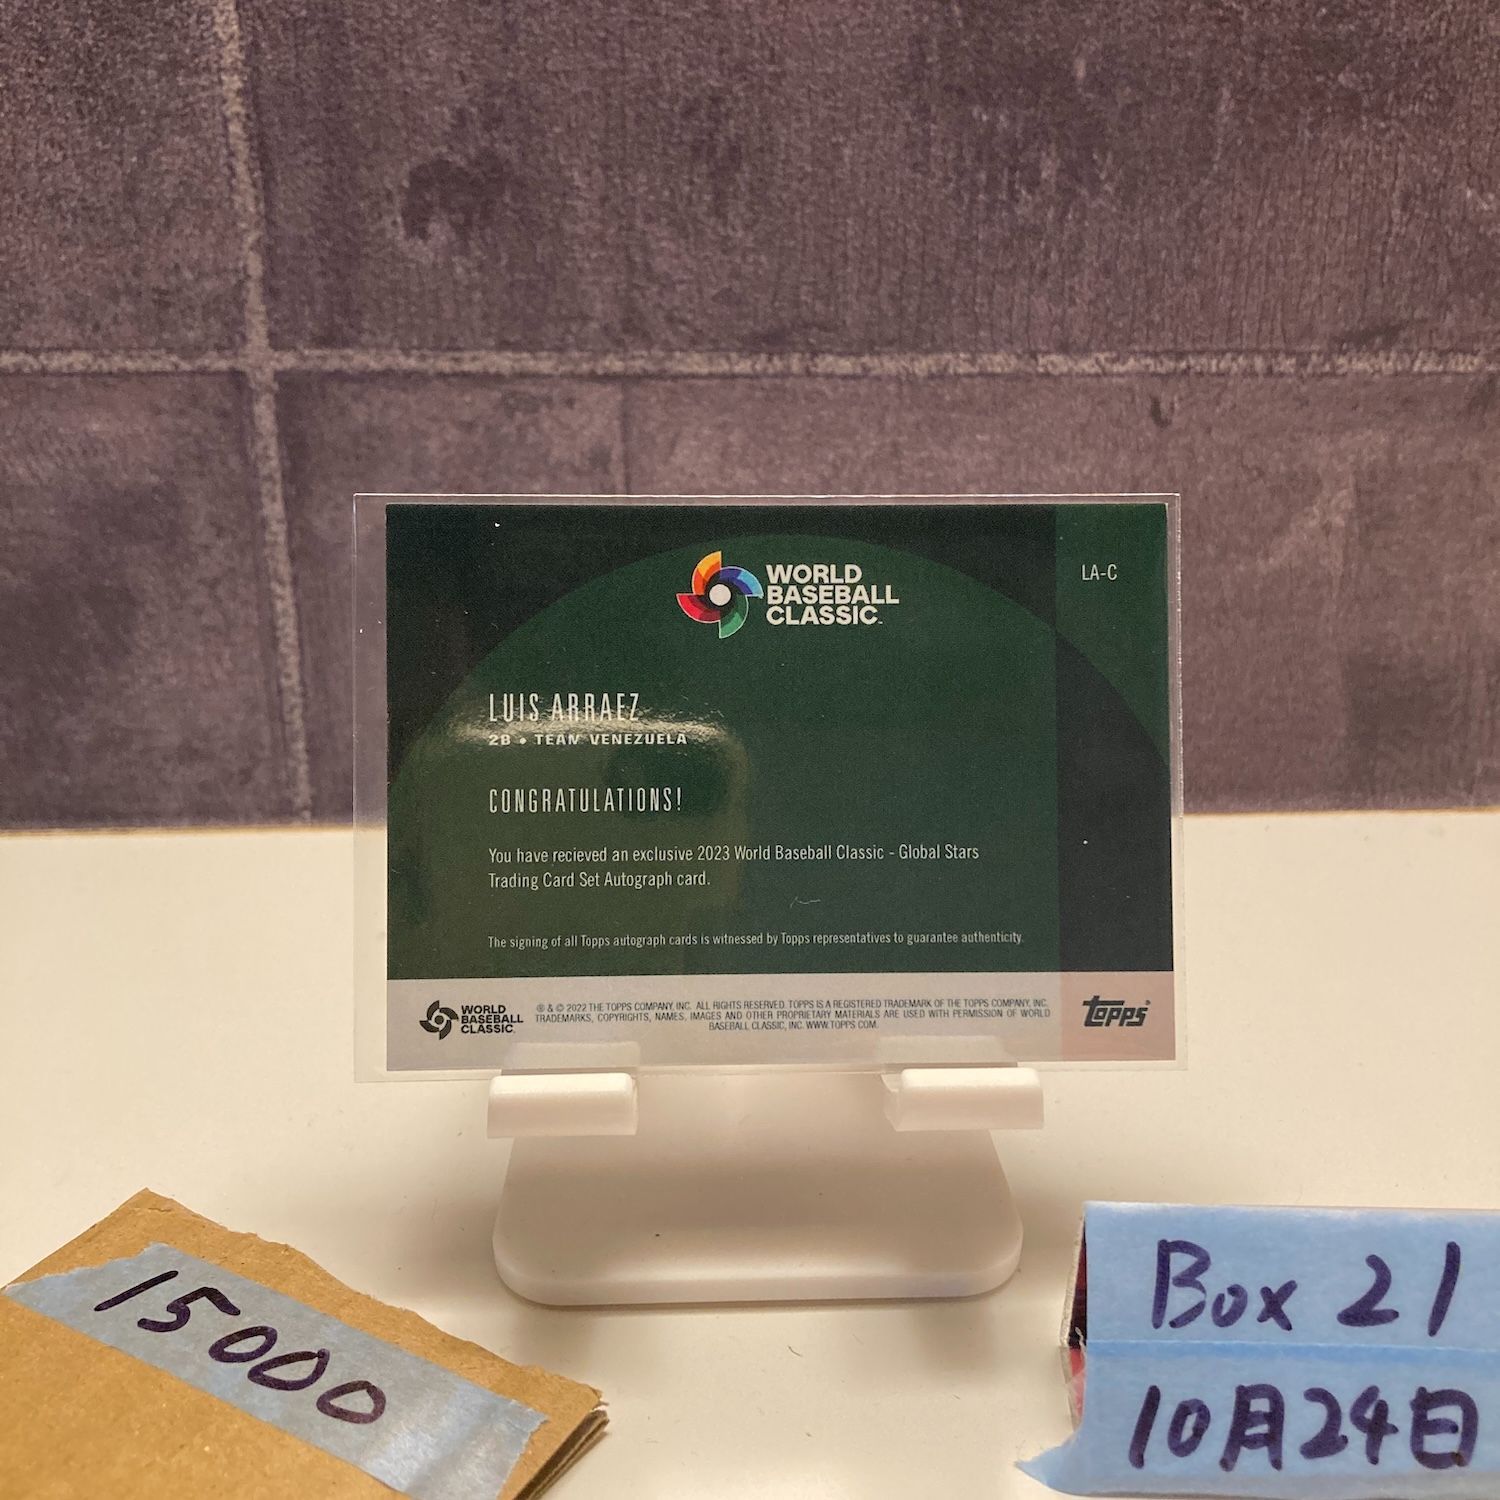 WORLD
BASEBALL
CLASSIC™
LA-C
LUIS ARRAEZ
2B • TEAM VENEZUELA
CONGRATULATIONS!
You have recieved an exclusive 2023 World Baseball Classic - Global Stars
Trading Card Set Autograph card.
The signing of all Topps autograph cards is witnessed by Topps representatives to guarantee authenticity.
WORLD
BASEBALL
CLASSIC
® & © 2022 THE TOPPS COMPANY, INC. ALL RIGHTS RESERVED. TOPPS IS A REGISTERED TRADEMARK OF THE TOPPS COMPANY, INC.
TRADEMARKS, COPYRIGHTS, NAMES, IMAGES AND OTHER PROPRIETARY MATERIALS ARE USED WITH PERMISSION OF WORLD
BASEBALL CLASSIC, INC. WWW.TOPPS.COM.
topps®
15000
Box 21
10月24日